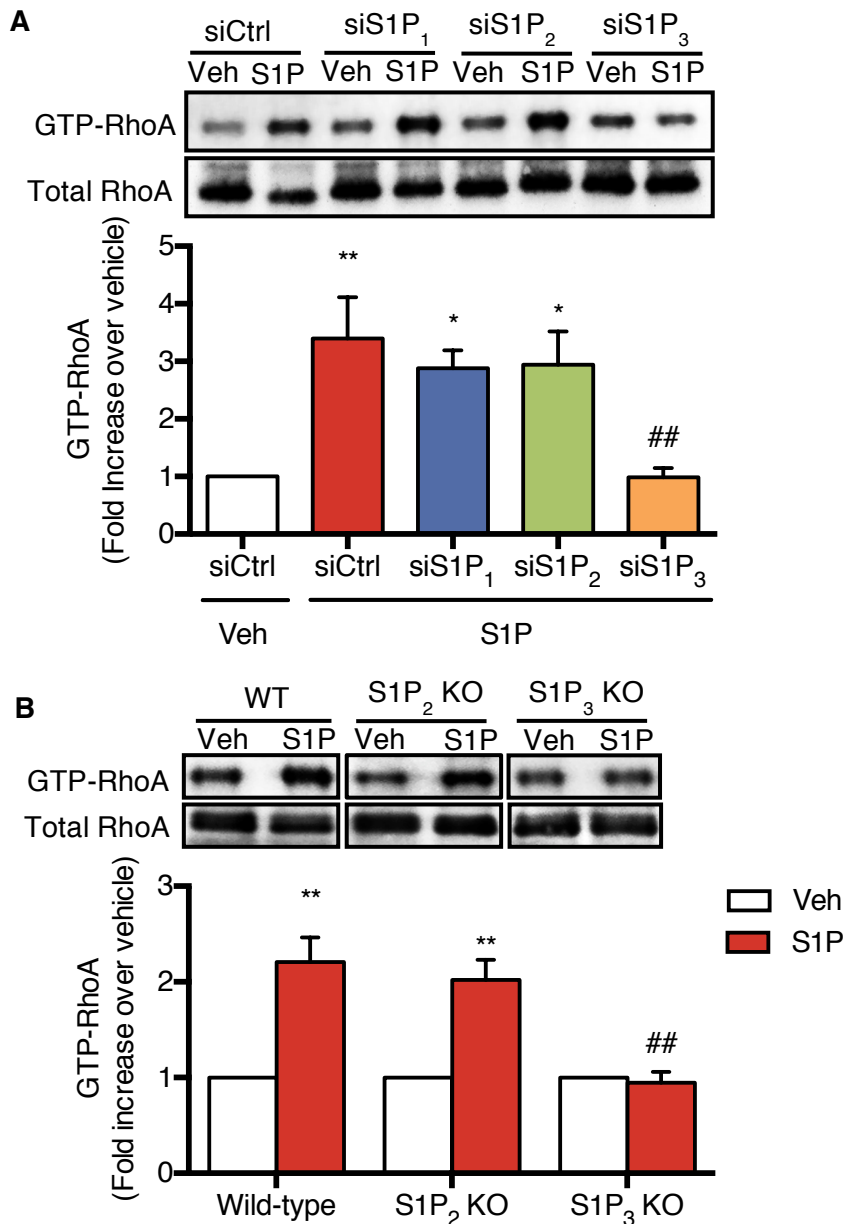 A
siCtrl siS1P₁ siS1P₂ siS1P₃
Veh S1P Veh S1P Veh S1P Veh S1P
GTP-RhoA
Total RhoA
GTP-RhoA
(Fold Increase over vehicle)
5
4
3
2
1
0
**
*
*
##
siCtrl siCtrl siS1P₁ siS1P₂ siS1P₃
Veh S1P
B
WT S1P₂ KO S1P₃ KO
Veh S1P Veh S1P Veh S1P
GTP-RhoA
Total RhoA
GTP-RhoA
(Fold increase over vehicle)
3
2
1
0
**
**
##
Veh
S1P
Wild-type S1P₂ KO S1P₃ KO